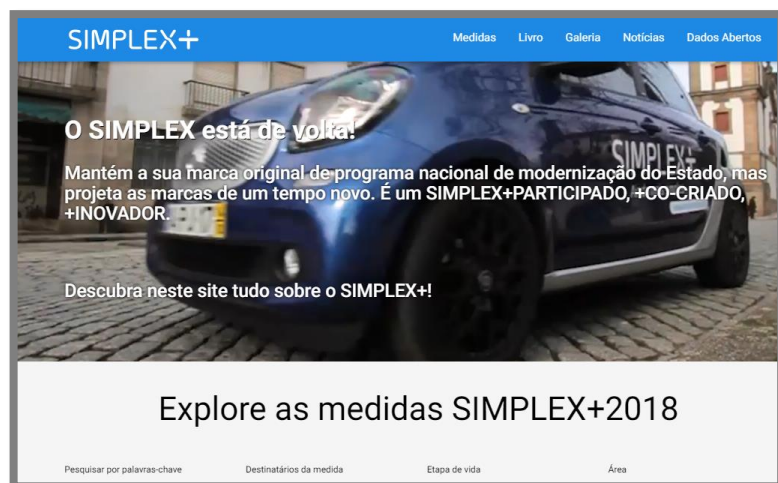 SIMPLEX+
Medidas Livro Galeria Notícias Dados Abertos
O SIMPLEX está de volta!
SIMPLEX+
Mantém a sua marca original de programa nacional de modernização do Estado, mas
projeta as marcas de um tempo novo. É um SIMPLEX+PARTICIPADO, +CO-CRIADO,
+INOVADOR.
Descubra neste site tudo sobre o SIMPLEX+!
Explore as medidas SIMPLEX+2018
Pesquisar por palavras-chave Destinatários da medida Etapa de vida Área